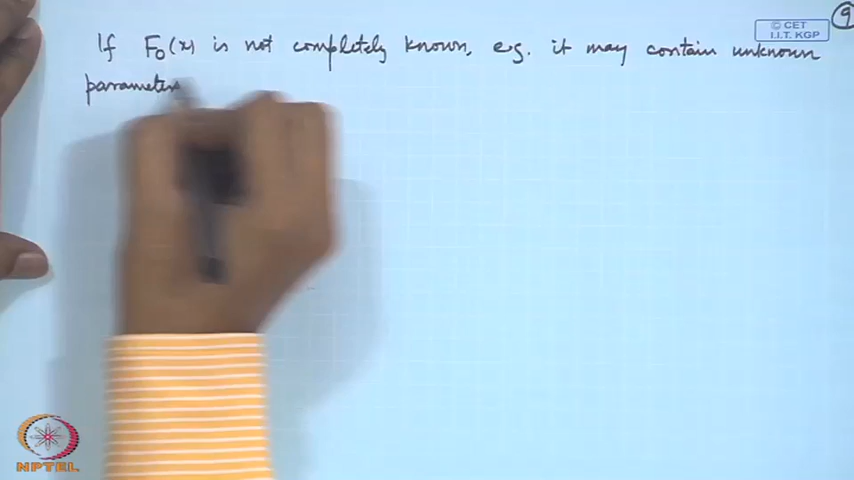 9
© CET
I.I.T. KGP
If F₀(x) is not completely known, e.g. it may contain unknown
parameters
NPTEL